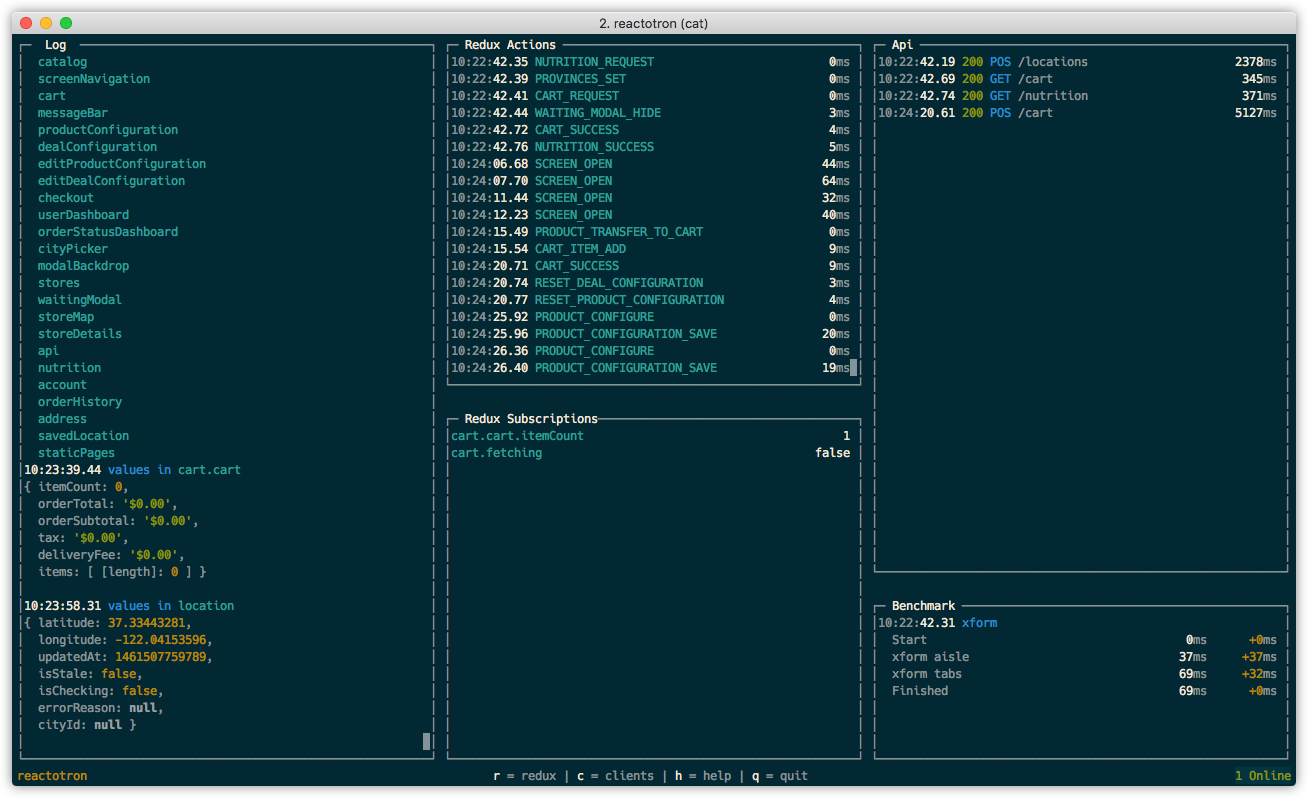 2. reactotron (cat)
Log
catalog
screenNavigation
cart
messageBar
productConfiguration
dealConfiguration
editProductConfiguration
editDealConfiguration
checkout
userDashboard
orderStatusDashboard
cityPicker
modalBackdrop
stores
waitingModal
storeMap
storeDetails
api
nutrition
account
orderHistory
address
savedLocation
staticPages
10:23:39.44 values in cart.cart
{ itemCount: 0,
orderTotal: '$0.00',
orderSubtotal: '$0.00',
tax: '$0.00',
deliveryFee: '$0.00',
items: [ [length]: 0 ] }
10:23:58.31 values in location
{ latitude: 37.33443281,
longitude: -122.04153596,
updatedAt: 1461507759789,
isStale: false,
isChecking: false,
errorReason: null,
cityId: null }
Redux Actions
10:22:42.35 NUTRITION_REQUEST 0ms
10:22:42.39 PROVINCES_SET 0ms
10:22:42.41 CART_REQUEST 0ms
10:22:42.44 WAITING_MODAL_HIDE 3ms
10:22:42.72 CART_SUCCESS 4ms
10:22:42.76 NUTRITION_SUCCESS 5ms
10:24:06.68 SCREEN_OPEN 44ms
10:24:07.70 SCREEN_OPEN 64ms
10:24:11.44 SCREEN_OPEN 32ms
10:24:12.23 SCREEN_OPEN 40ms
10:24:15.49 PRODUCT_TRANSFER_TO_CART 0ms
10:24:15.54 CART_ITEM_ADD 9ms
10:24:20.71 CART_SUCCESS 9ms
10:24:20.74 RESET_DEAL_CONFIGURATION 3ms
10:24:20.77 RESET_PRODUCT_CONFIGURATION 4ms
10:24:25.92 PRODUCT_CONFIGURE 0ms
10:24:25.96 PRODUCT_CONFIGURATION_SAVE 20ms
10:24:26.36 PRODUCT_CONFIGURE 0ms
10:24:26.40 PRODUCT_CONFIGURATION_SAVE 19ms
Redux Subscriptions
cart.cart.itemCount 1
cart.fetching false
Api
10:22:42.19 200 POS /locations 2378ms
10:22:42.69 200 GET /cart 345ms
10:22:42.74 200 GET /nutrition 371ms
10:24:20.61 200 POS /cart 5127ms
Benchmark
10:22:42.31 xform
Start 0ms +0ms
xform aisle 37ms +37ms
xform tabs 69ms +32ms
Finished 69ms +0ms
reactotron
r = redux | c = clients | h = help | q = quit
1 Online